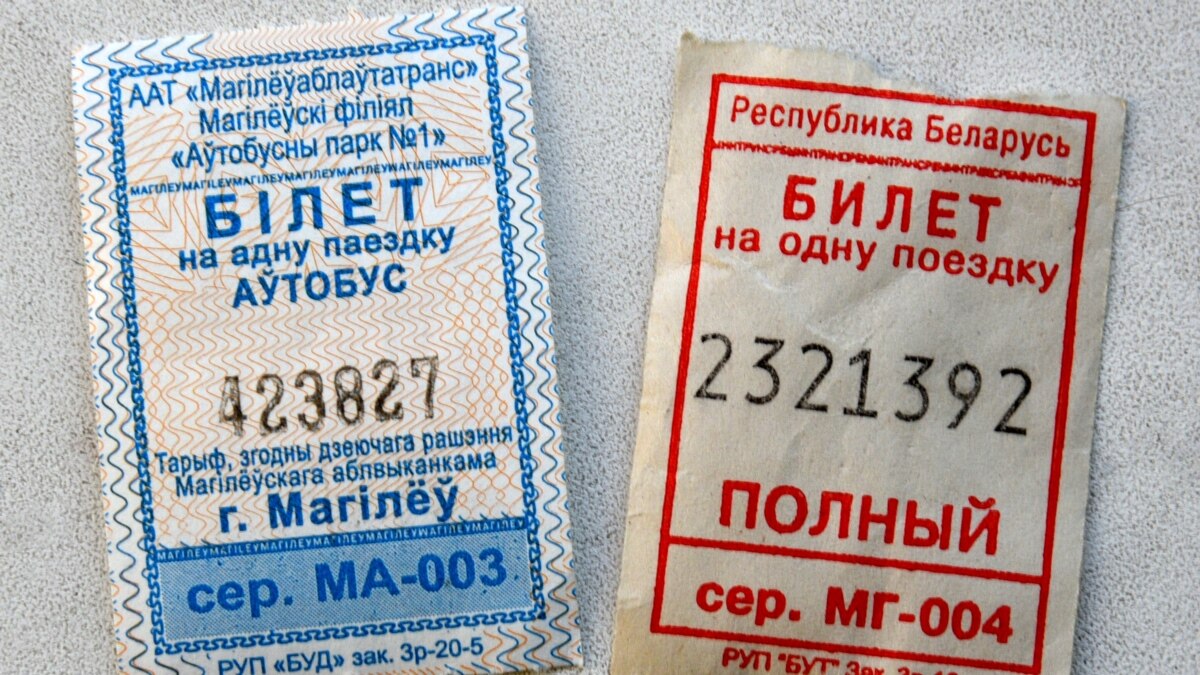 ААТ «Магілёўаблаўтатранс»
Магілёўскі філіял
«Аўтобусны парк №1»
БІЛЕТ
на адну паездку
АЎТОБУС
423827
Тарыф, згодны дзеючага рашэння
Магілёўскага аблвыканкама
г. Магілёў
сер. МА-003
РУП «БУД» зак. 3р-20-5
Республика Беларусь
БИЛЕТ
на одну поездку
2321392
ПОЛНЫЙ
сер. МГ-004
РУП